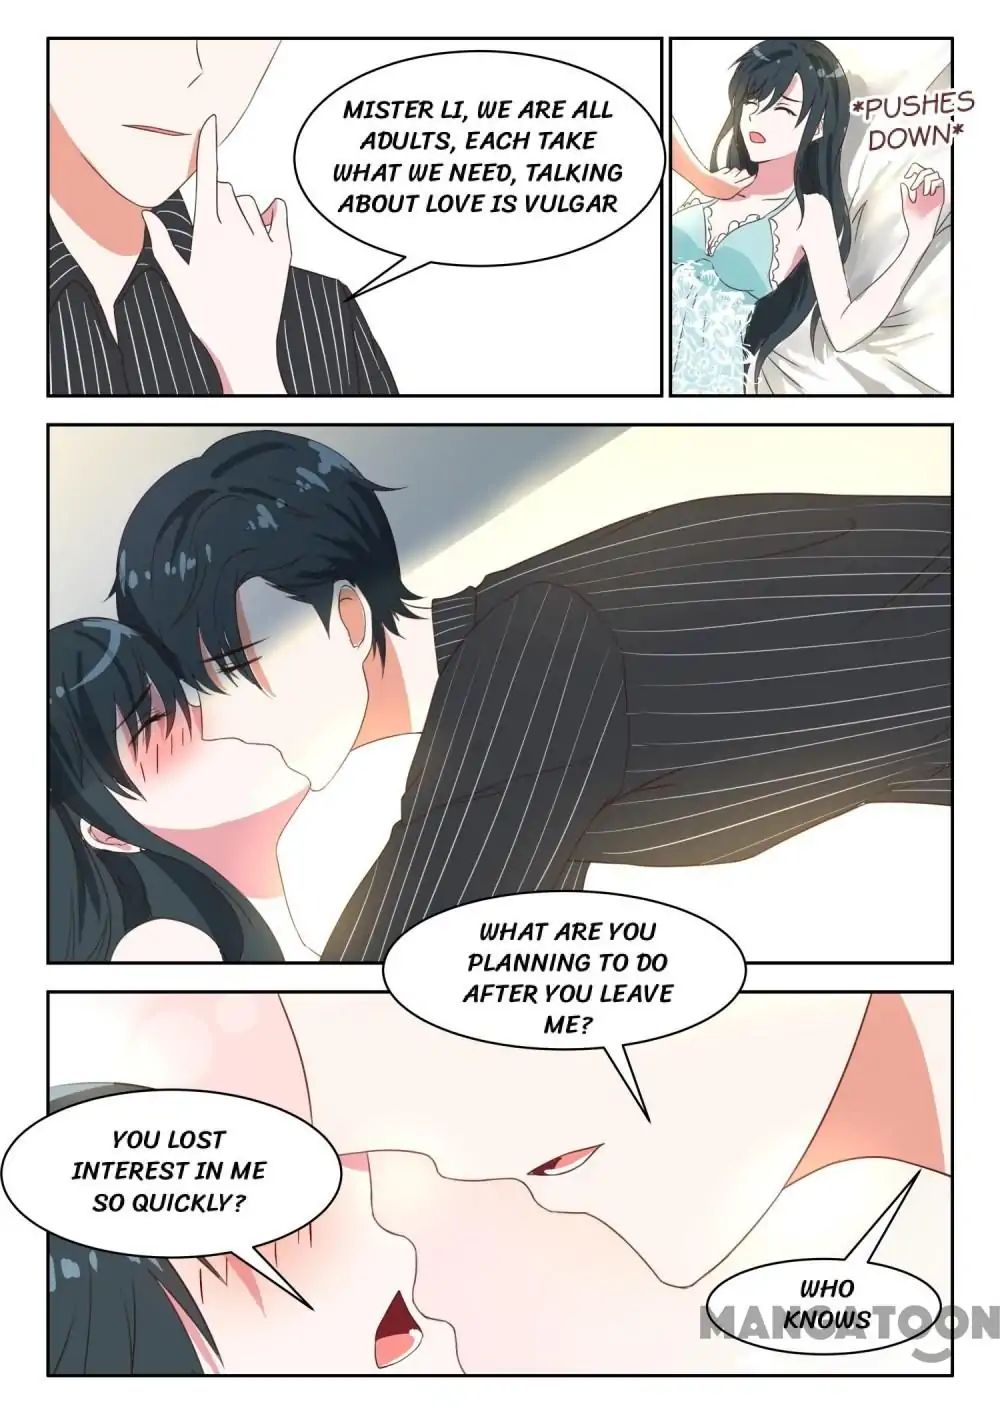 MISTER LI, WE ARE ALL
ADULTS, EACH TAKE
WHAT WE NEED, TALKING
ABOUT LOVE IS VULGAR
*PUSHES
DOWN*
WHAT ARE YOU
PLANNING TO DO
AFTER YOU LEAVE
ME?
YOU LOST
INTEREST IN ME
SO QUICKLY?
WHO
KNOWS
MANGATOON